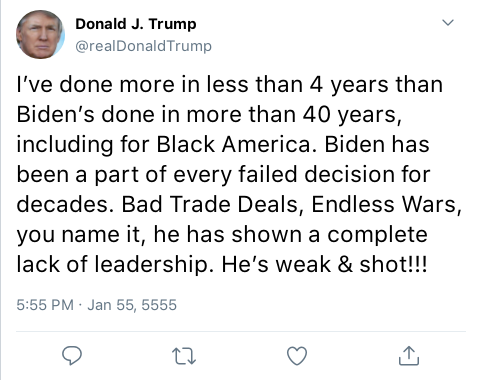 Donald J. Trump
@realDonaldTrump
I’ve done more in less than 4 years than
Biden’s done in more than 40 years,
including for Black America. Biden has
been a part of every failed decision for
decades. Bad Trade Deals, Endless Wars,
you name it, he has shown a complete
lack of leadership. He’s weak & shot!!!
5:55 PM · Jan 55, 5555